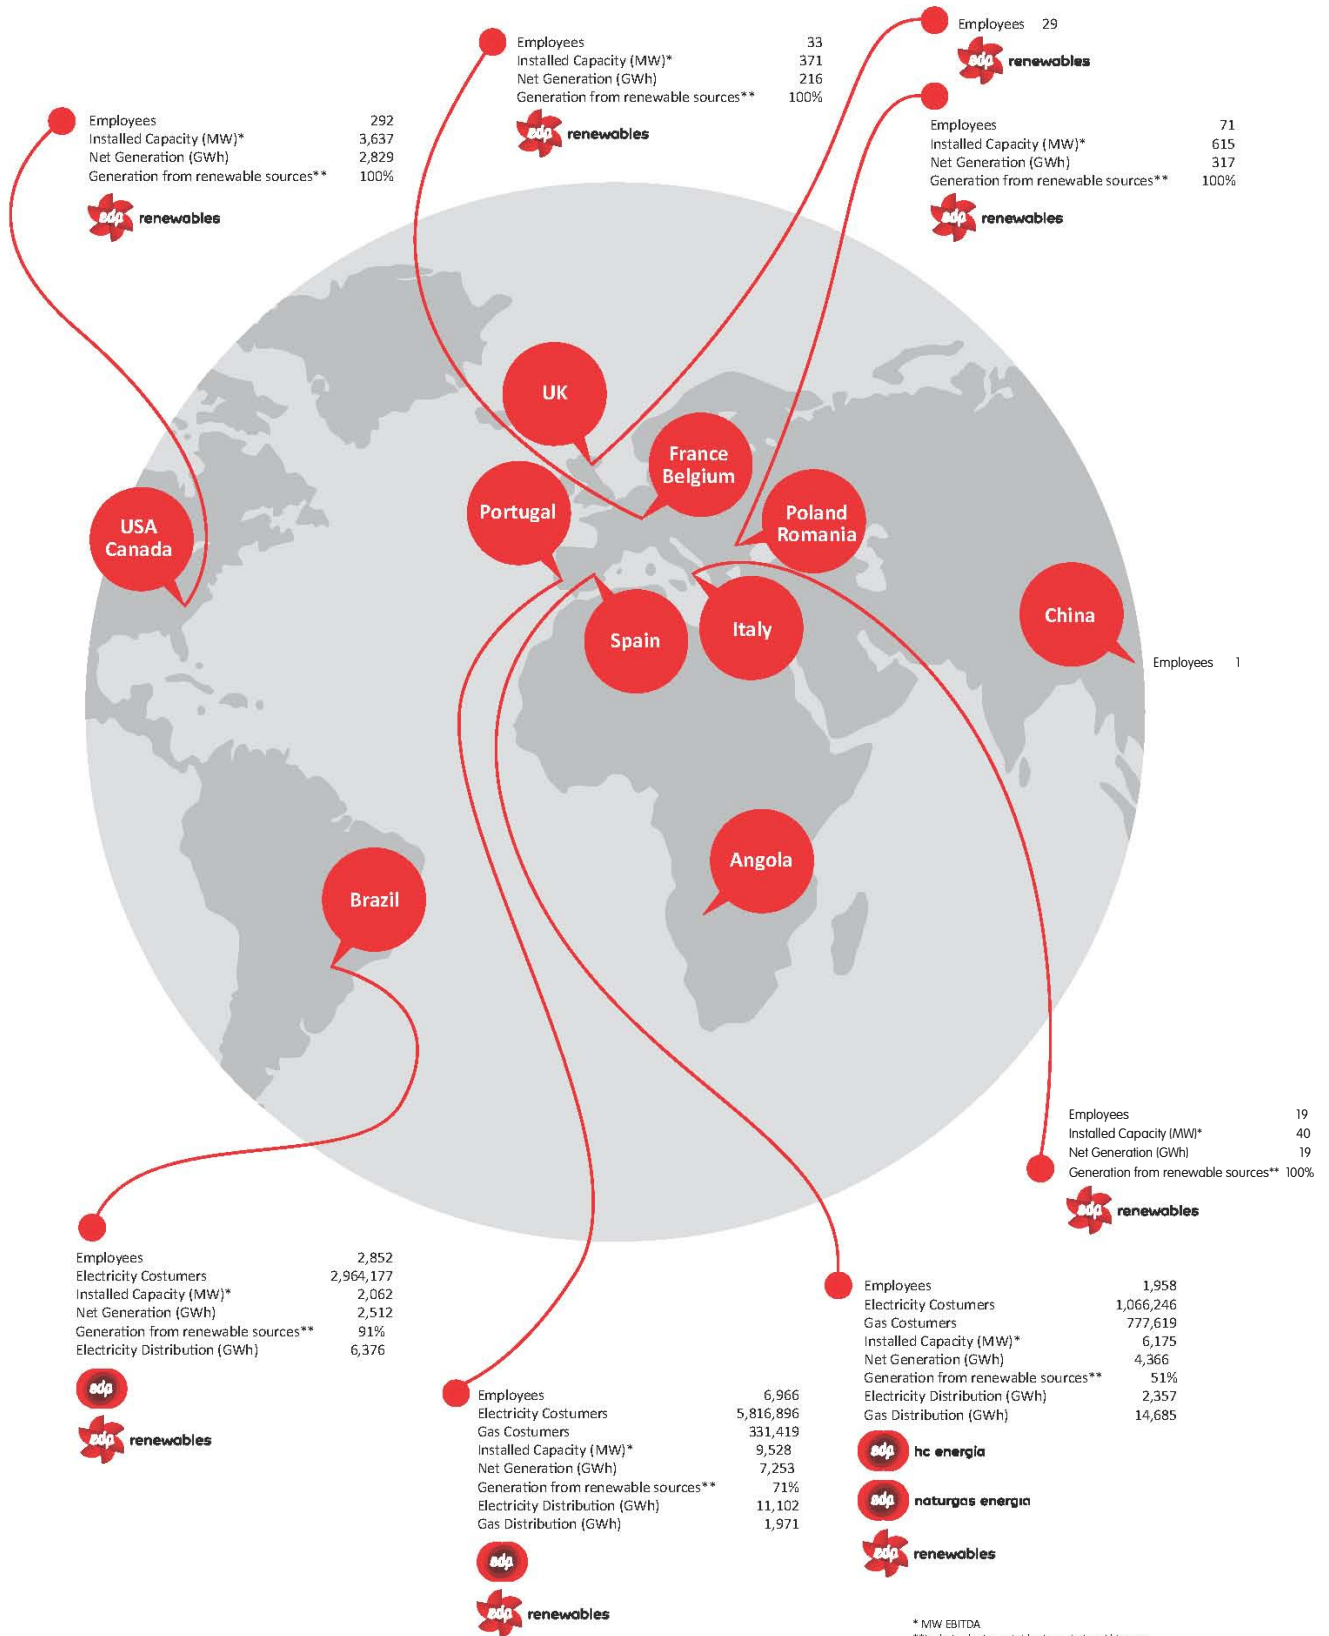 Employees 33
Installed Capacity (MW)* 371
Net Generation (GWh) 216
Generation from renewable sources** 100%
edp renewables
Employees 29
edp renewables
Employees 292
Installed Capacity (MW)* 3,637
Net Generation (GWh) 2,829
Generation from renewable sources** 100%
edp renewables
Employees 71
Installed Capacity (MW)* 615
Net Generation (GWh) 317
Generation from renewable sources** 100%
edp renewables
UK
France
Belgium
Portugal
Poland
Romania
USA
Canada
Spain
Italy
China
Employees 1
Angola
Brazil
Employees 19
Installed Capacity (MW)* 40
Net Generation (GWh) 19
Generation from renewable sources** 100%
edp renewables
Employees 2,852
Electricity Costumers 2,964,177
Installed Capacity (MW)* 2,062
Net Generation (GWh) 2,512
Generation from renewable sources** 91%
Electricity Distribution (GWh) 6,376
edp
edp renewables
Employees 6,966
Electricity Costumers 5,816,896
Gas Costumers 331,419
Installed Capacity (MW)* 9,528
Net Generation (GWh) 7,253
Generation from renewable sources** 71%
Electricity Distribution (GWh) 11,102
Gas Distribution (GWh) 1,971
edp
edp renewables
Employees 1,958
Electricity Costumers 1,066,246
Gas Costumers 777,619
Installed Capacity (MW)* 6,175
Net Generation (GWh) 4,366
Generation from renewable sources** 51%
Electricity Distribution (GWh) 2,357
Gas Distribution (GWh) 14,685
edp hc energia
edp naturgas energia
edp renewables
* MW EBITDA